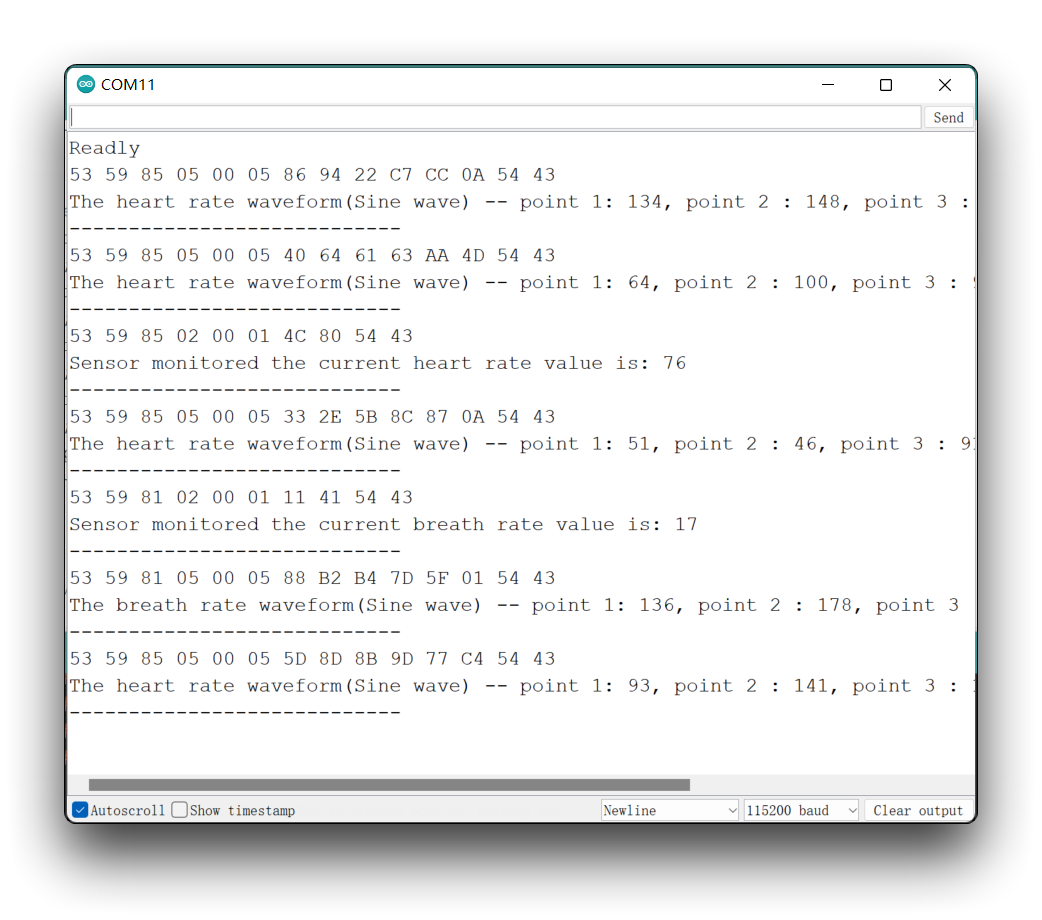 COM11
Send
Readly
53 59 85 05 00 05 86 94 22 C7 CC 0A 54 43
The heart rate waveform(Sine wave) -- point 1: 134, point 2 : 148, point 3 :
----------------------------
53 59 85 05 00 05 40 64 61 63 AA 4D 54 43
The heart rate waveform(Sine wave) -- point 1: 64, point 2 : 100, point 3 :
----------------------------
53 59 85 02 00 01 4C 80 54 43
Sensor monitored the current heart rate value is: 76
----------------------------
53 59 85 05 00 05 33 2E 5B 8C 87 0A 54 43
The heart rate waveform(Sine wave) -- point 1: 51, point 2 : 46, point 3 : 9
----------------------------
53 59 81 02 00 01 11 41 54 43
Sensor monitored the current breath rate value is: 17
----------------------------
53 59 81 05 00 05 88 B2 B4 7D 5F 01 54 43
The breath rate waveform(Sine wave) -- point 1: 136, point 2 : 178, point 3
----------------------------
53 59 85 05 00 05 5D 8D 8B 9D 77 C4 54 43
The heart rate waveform(Sine wave) -- point 1: 93, point 2 : 141, point 3 :
----------------------------
Autoscroll Show timestamp Newline 115200 baud Clear output